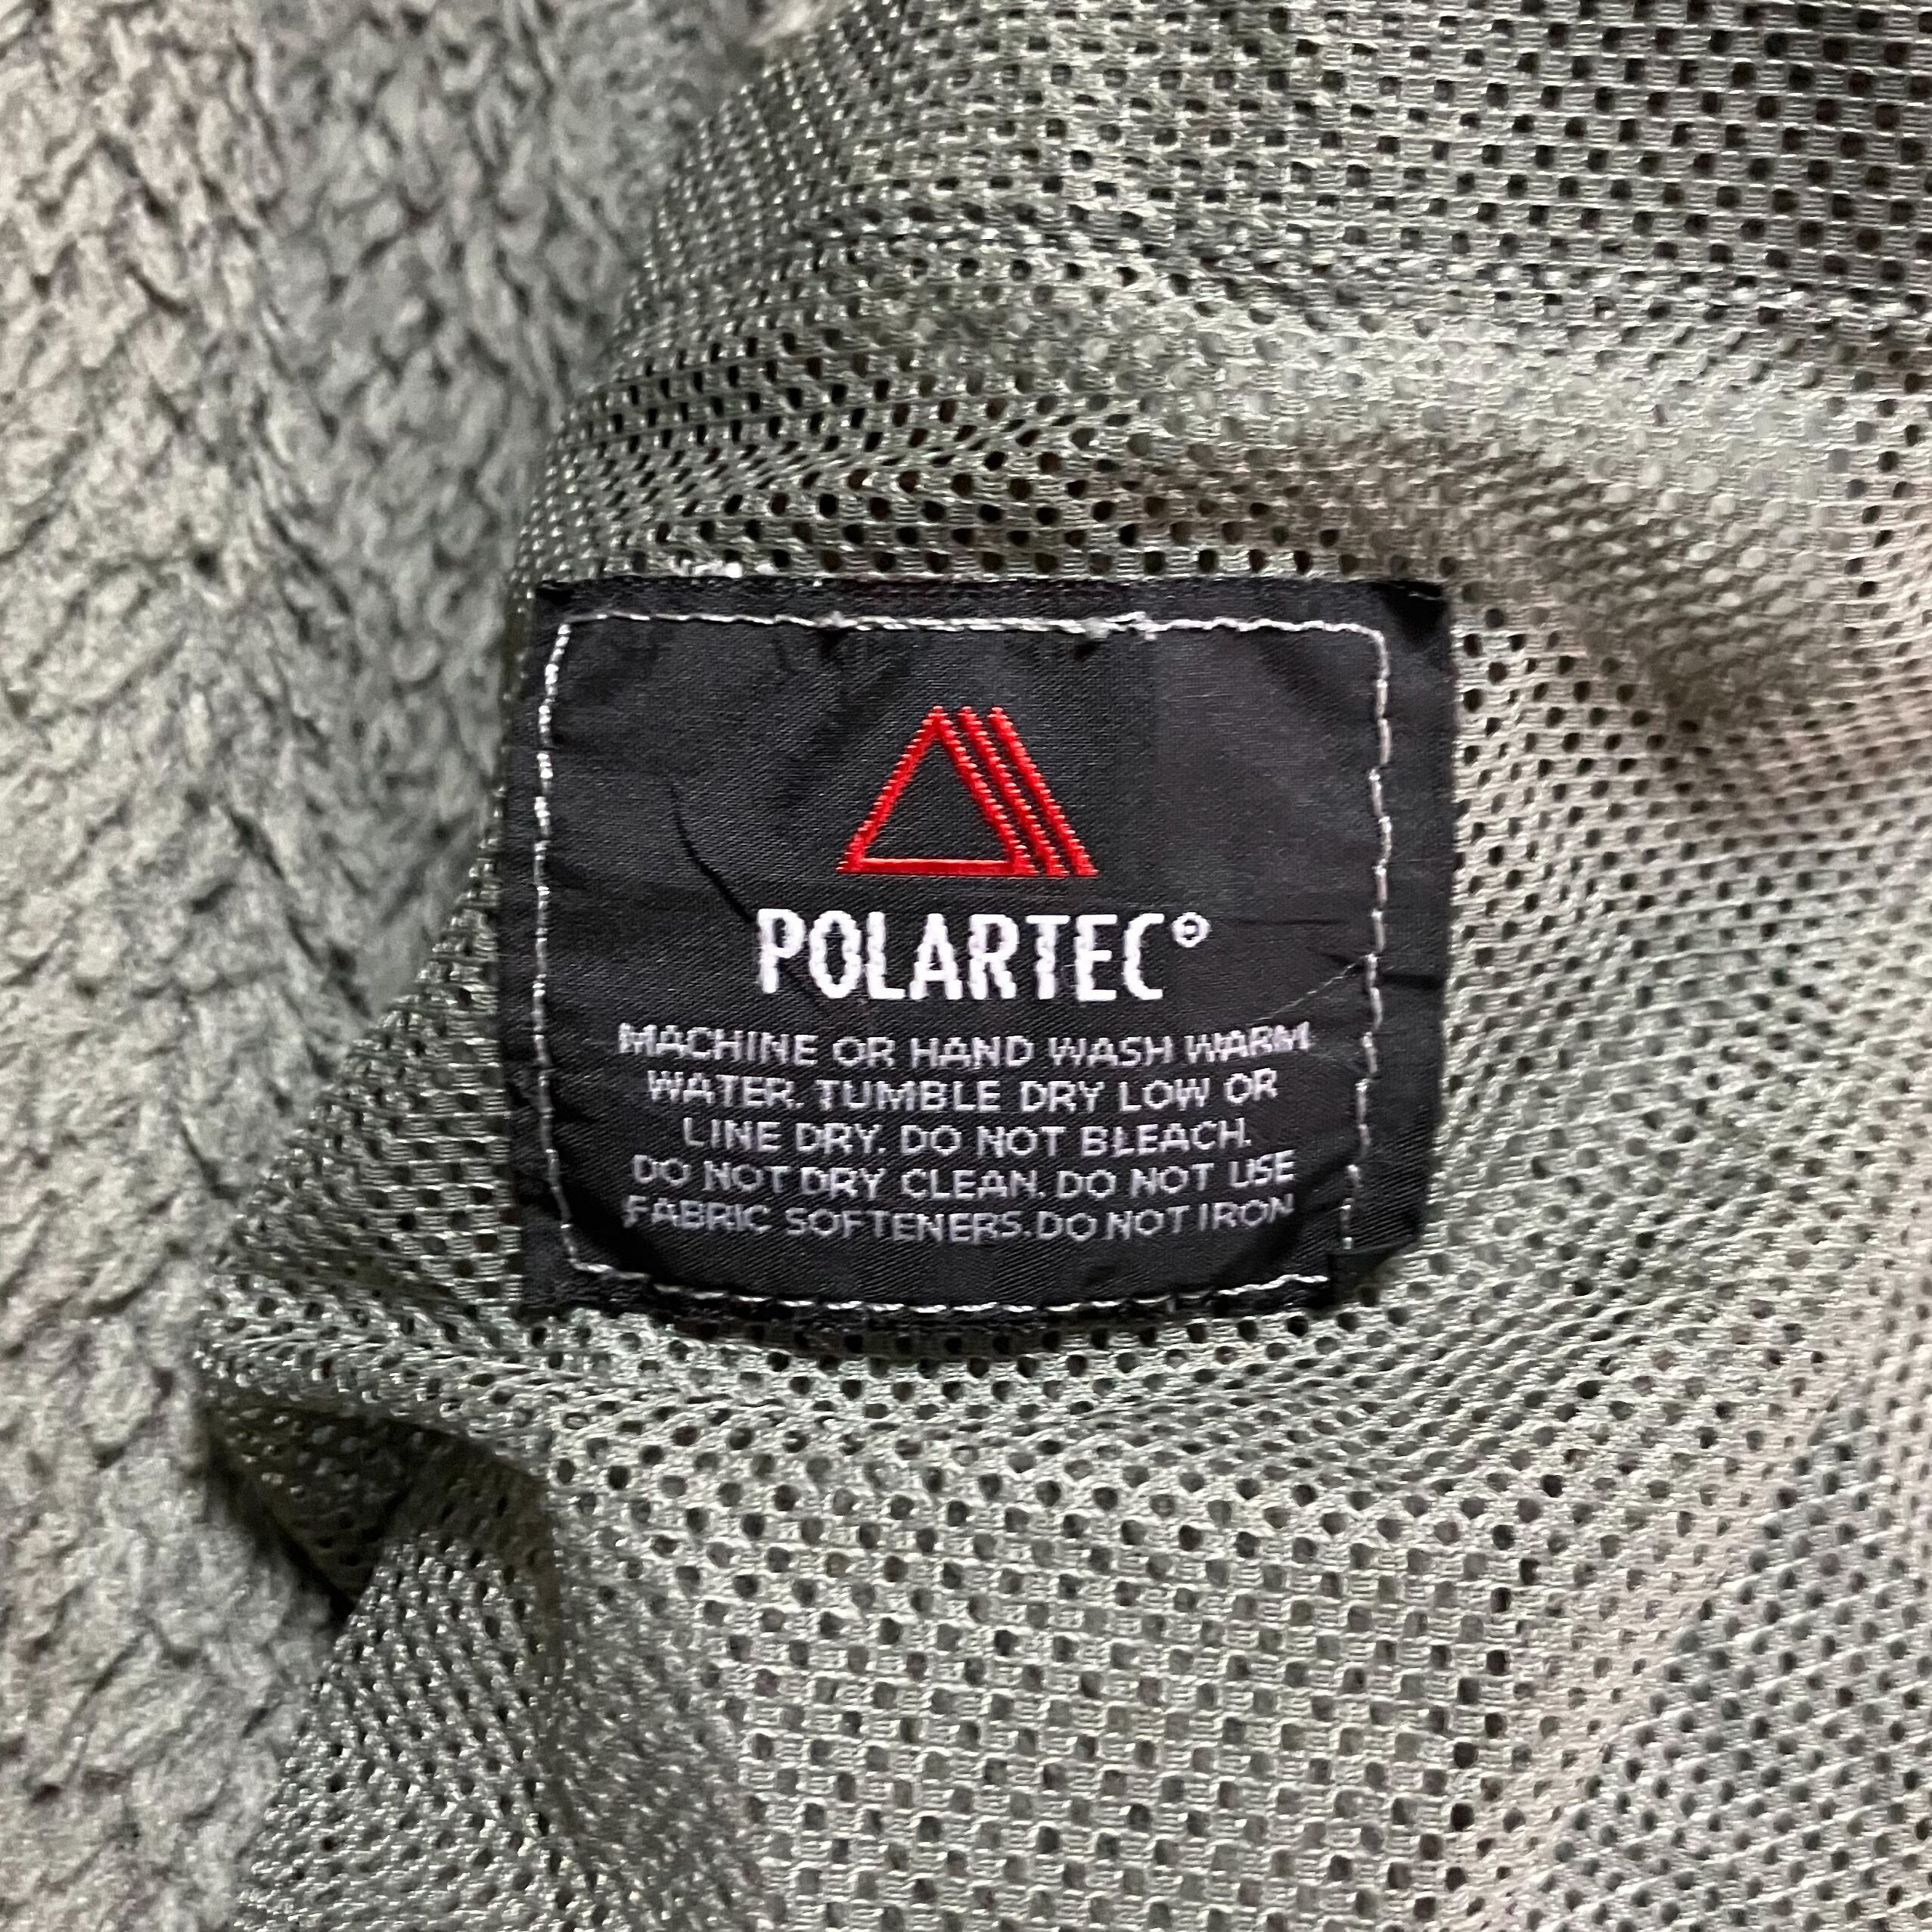 POLARTEC®
MACHINE OR HAND WASH WARM
WATER. TUMBLE DRY LOW OR
LINE DRY. DO NOT BLEACH.
DO NOT DRY CLEAN. DO NOT USE
FABRIC SOFTENERS. DO NOT IRON